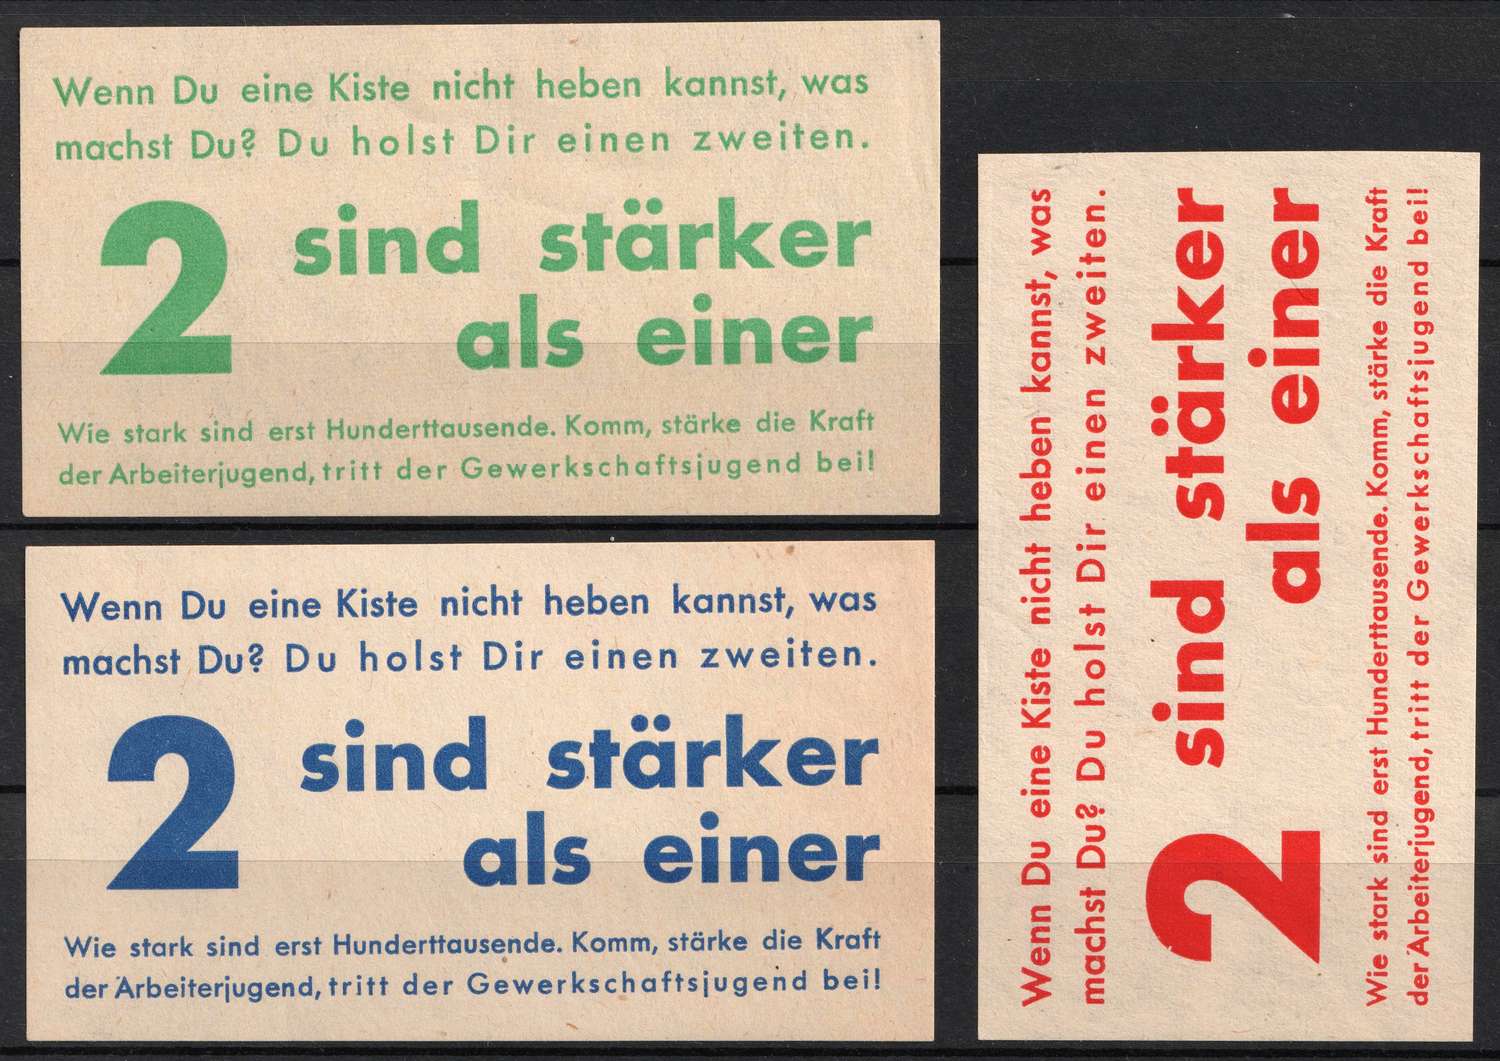 Wenn Du eine Kiste nicht heben kannst, was
machst Du? Du holst Dir einen zweiten.
2 sind stärker
als einer
Wie stark sind erst Hunderttausende. Komm, stärke die Kraft
der Arbeiterjugend, tritt der Gewerkschaftsjugend bei!
Wenn Du eine Kiste nicht heben kannst, was
machst Du? Du holst Dir einen zweiten.
2 sind stärker
als einer
Wie stark sind erst Hunderttausende. Komm, stärke die Kraft
der Arbeiterjugend, tritt der Gewerkschaftsjugend bei!
Wenn Du eine Kiste nicht heben kannst, was
machst Du? Du holst Dir einen zweiten.
2 sind stärker
als einer
Wie stark sind erst Hunderttausende. Komm, stärke die Kraft
der Arbeiterjugend, tritt der Gewerkschaftsjugend bei!